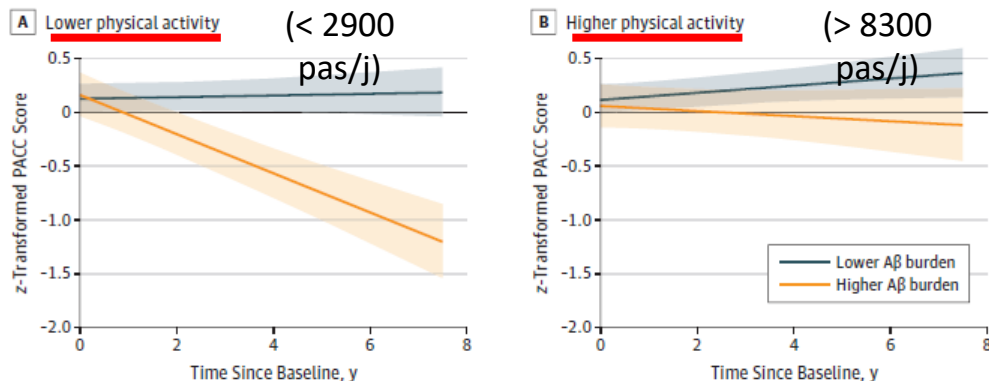 A Lower physical activity
(< 2900
pas/j)
z-Transformed PACC Score
0.5
0
−0.5
−1.0
−1.5
−2.0
0 2 4 6 8
Time Since Baseline, y
B Higher physical activity
(> 8300
pas/j)
z-Transformed PACC Score
0.5
0
−0.5
−1.0
−1.5
−2.0
Lower Aβ burden
Higher Aβ burden
0 2 4 6 8
Time Since Baseline, y